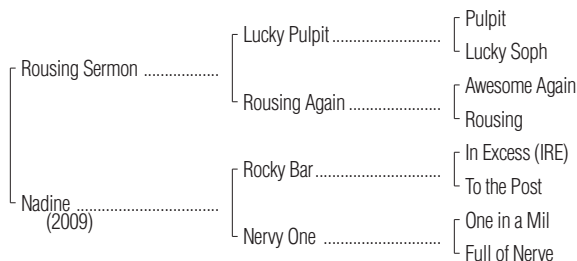 Pulpit
Lucky Pulpit
Lucky Soph
Rousing Sermon
Awesome Again
Rousing Again
Rousing
In Excess (IRE)
Rocky Bar
To the Post
Nadine
(2009)
One in a Mil
Nervy One
Full of Nerve